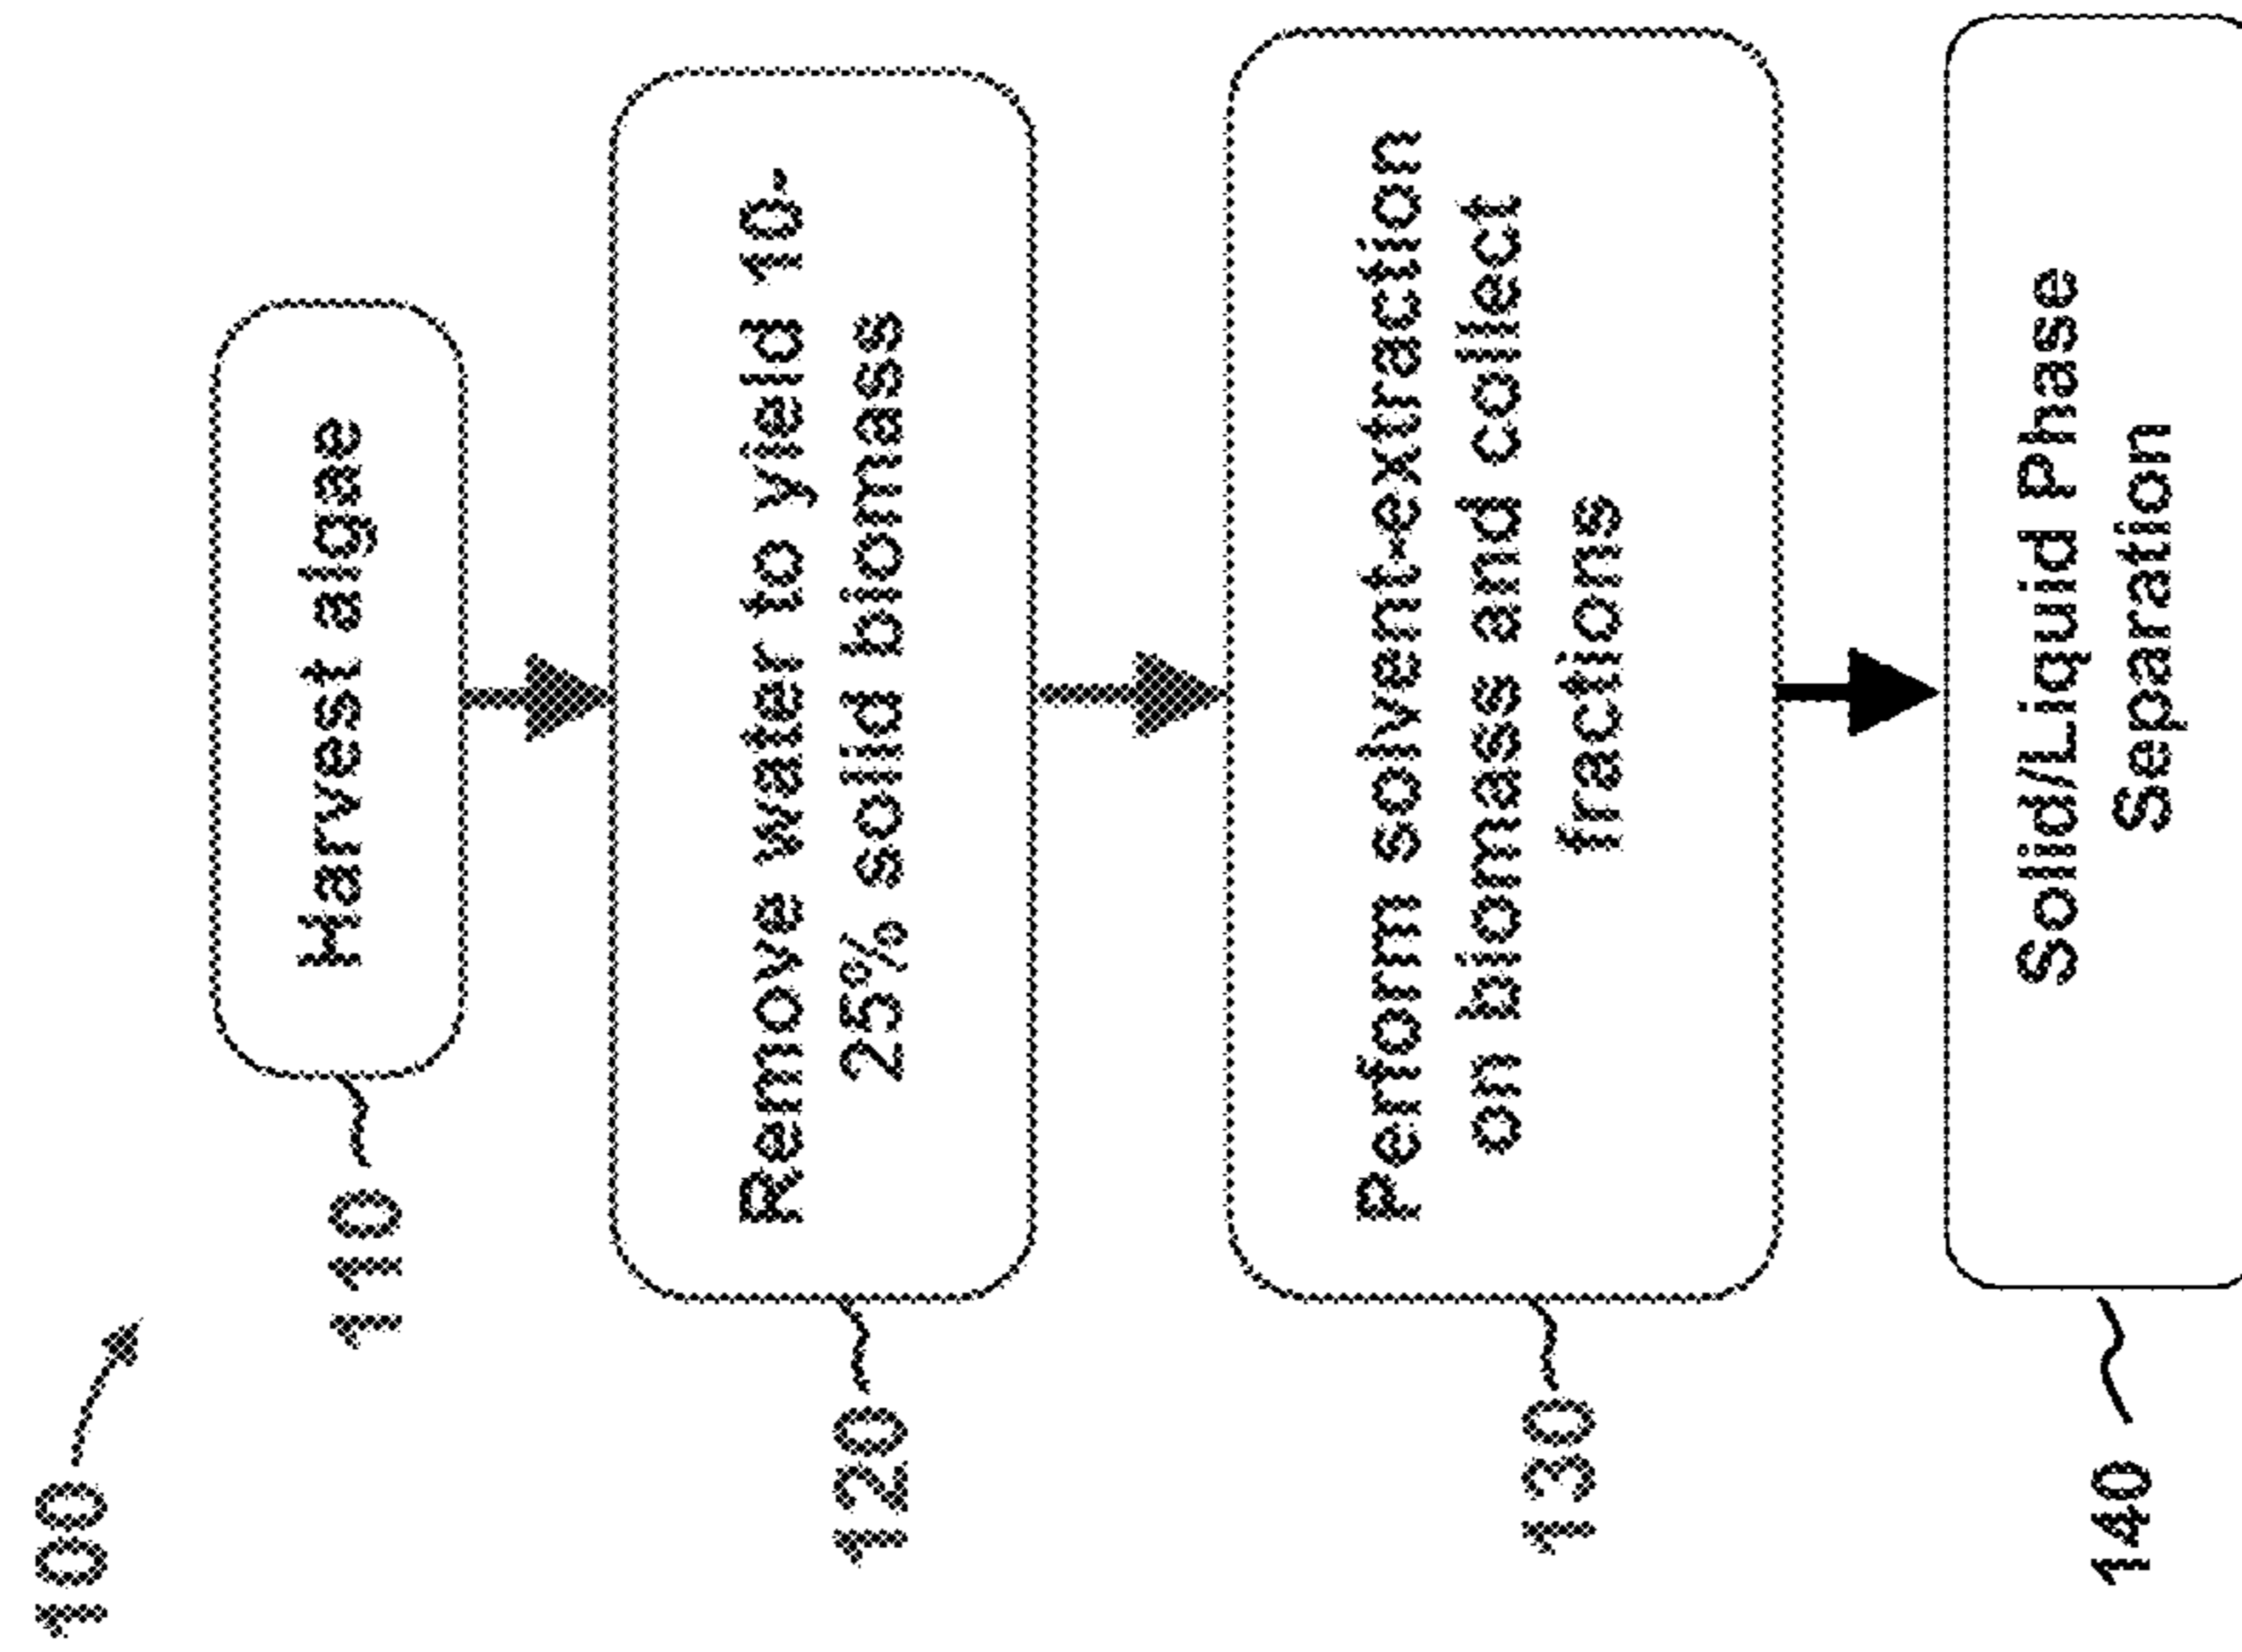 100
110
Harvest algae
120
Remove water to yield 10-
25% solid biomass
130
Perform solvent-extraction
on biomass and collect
fractions
140
Solid/Liquid Phase
Separation